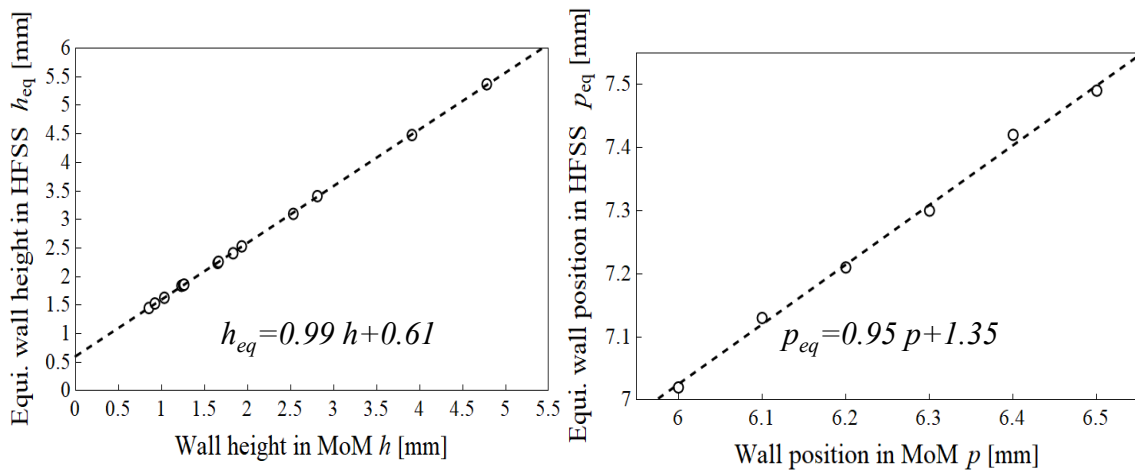 Equi. wall height in HFSS h_eq [mm]
6
5.5
5
4.5
4
3.5
3
2.5
2
1.5
1
0.5
0
h_eq=0.99 h+0.61
0 0.5 1 1.5 2 2.5 3 3.5 4 4.5 5 5.5
Wall height in MoM h [mm]
Equi. wall position in HFSS p_eq [mm]
7.5
7.4
7.3
7.2
7.1
7
p_eq=0.95 p+1.35
6 6.1 6.2 6.3 6.4 6.5
Wall position in MoM p [mm]